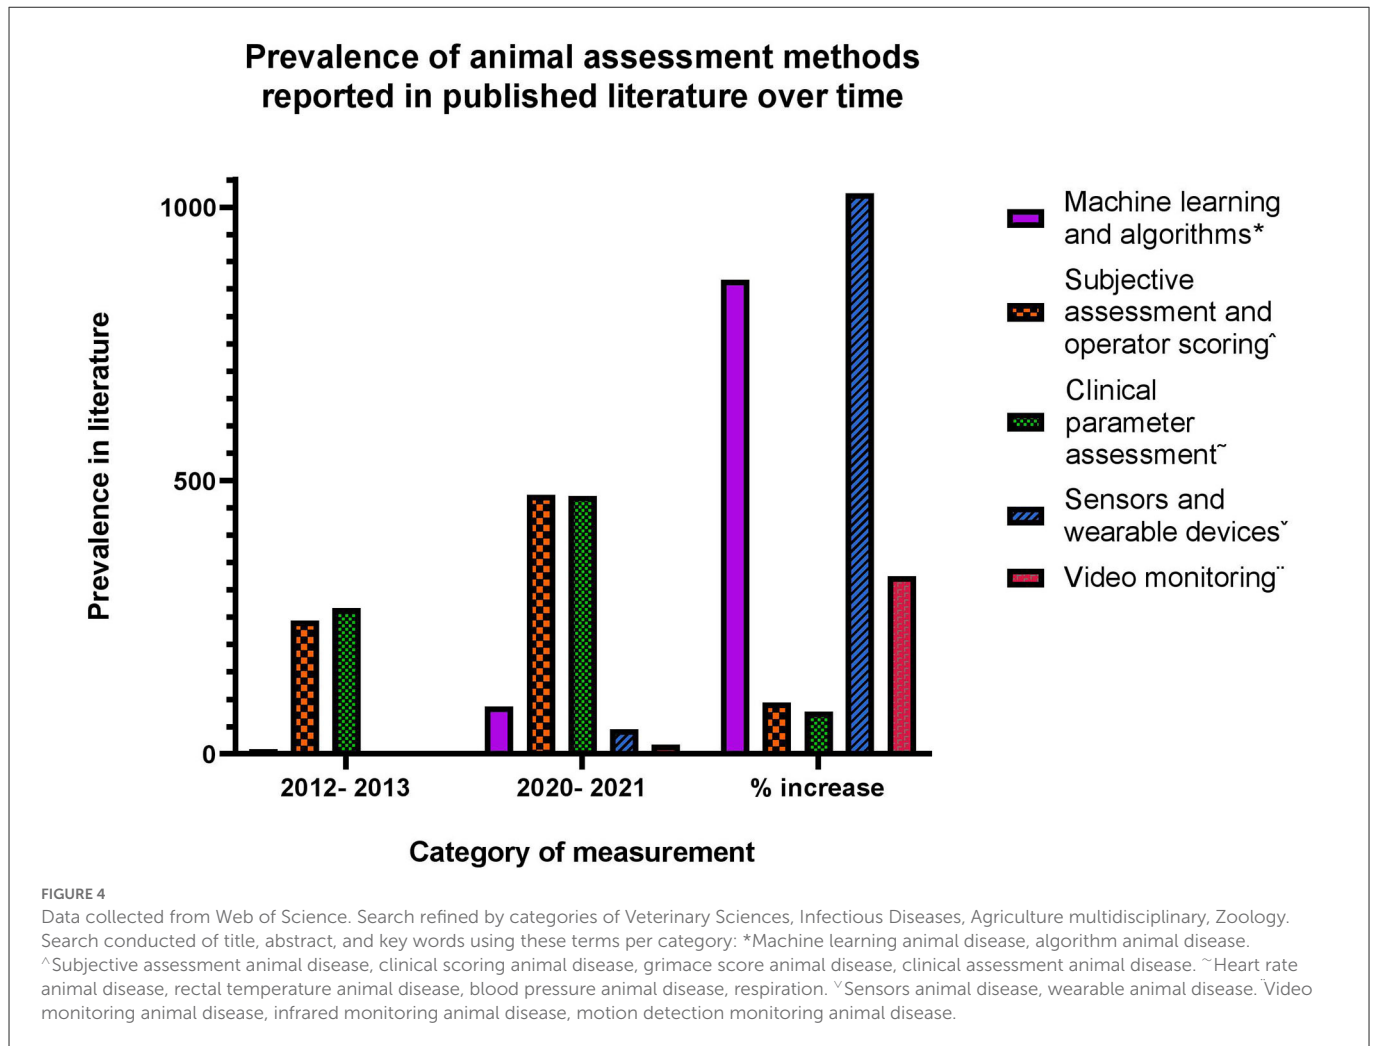 Prevalence of animal assessment methods
reported in published literature over time
Prevalence in literature
1000
500
0
2012- 2013
2020- 2021
% increase
Category of measurement
Machine learning
and algorithms*
Subjective
assessment and
operator scoring^
Clinical
parameter
assessment~
Sensors and
wearable devices˅
Video monitoring¨
FIGURE 4
Data collected from Web of Science. Search refined by categories of Veterinary Sciences, Infectious Diseases, Agriculture multidisciplinary, Zoology.
Search conducted of title, abstract, and key words using these terms per category: *Machine learning animal disease, algorithm animal disease.
^Subjective assessment animal disease, clinical scoring animal disease, grimace score animal disease, clinical assessment animal disease. ~Heart rate
animal disease, rectal temperature animal disease, blood pressure animal disease, respiration. ˅Sensors animal disease, wearable animal disease. ¨Video
monitoring animal disease, infrared monitoring animal disease, motion detection monitoring animal disease.